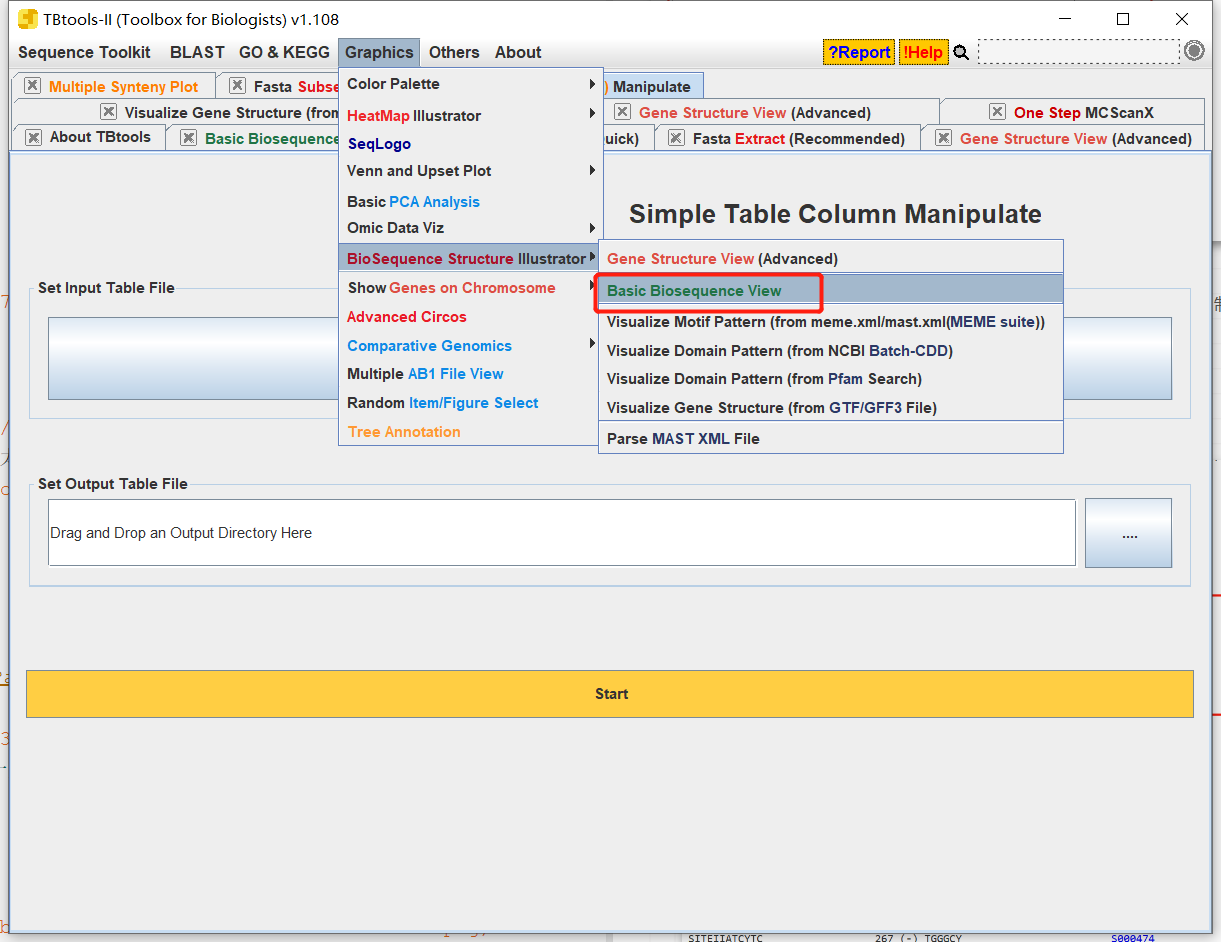 TBtools-II (Toolbox for Biologists) v1.108
Sequence Toolkit BLAST GO & KEGG Graphics Others About ?Report !Help
Multiple Synteny Plot Fasta Subse ) Manipulate
Visualize Gene Structure (from Gene Structure View (Advanced) One Step MCScanX
About TBtools Basic Biosequence uick) Fasta Extract (Recommended) Gene Structure View (Advanced)
Color Palette
HeatMap Illustrator
SeqLogo
Venn and Upset Plot
Basic PCA Analysis
Omic Data Viz
BioSequence Structure Illustrator
Show Genes on Chromosome
Advanced Circos
Comparative Genomics
Multiple AB1 File View
Random Item/Figure Select
Tree Annotation
Gene Structure View (Advanced)
Basic Biosequence View
Visualize Motif Pattern (from meme.xml/mast.xml(MEME suite))
Visualize Domain Pattern (from NCBI Batch-CDD)
Visualize Domain Pattern (from Pfam Search)
Visualize Gene Structure (from GTF/GFF3 File)
Parse MAST XML File
Simple Table Column Manipulate
Set Input Table File
Set Output Table File
Drag and Drop an Output Directory Here
....
Start
SITEIIATCYTC 267 (-) TGGGCY S000474